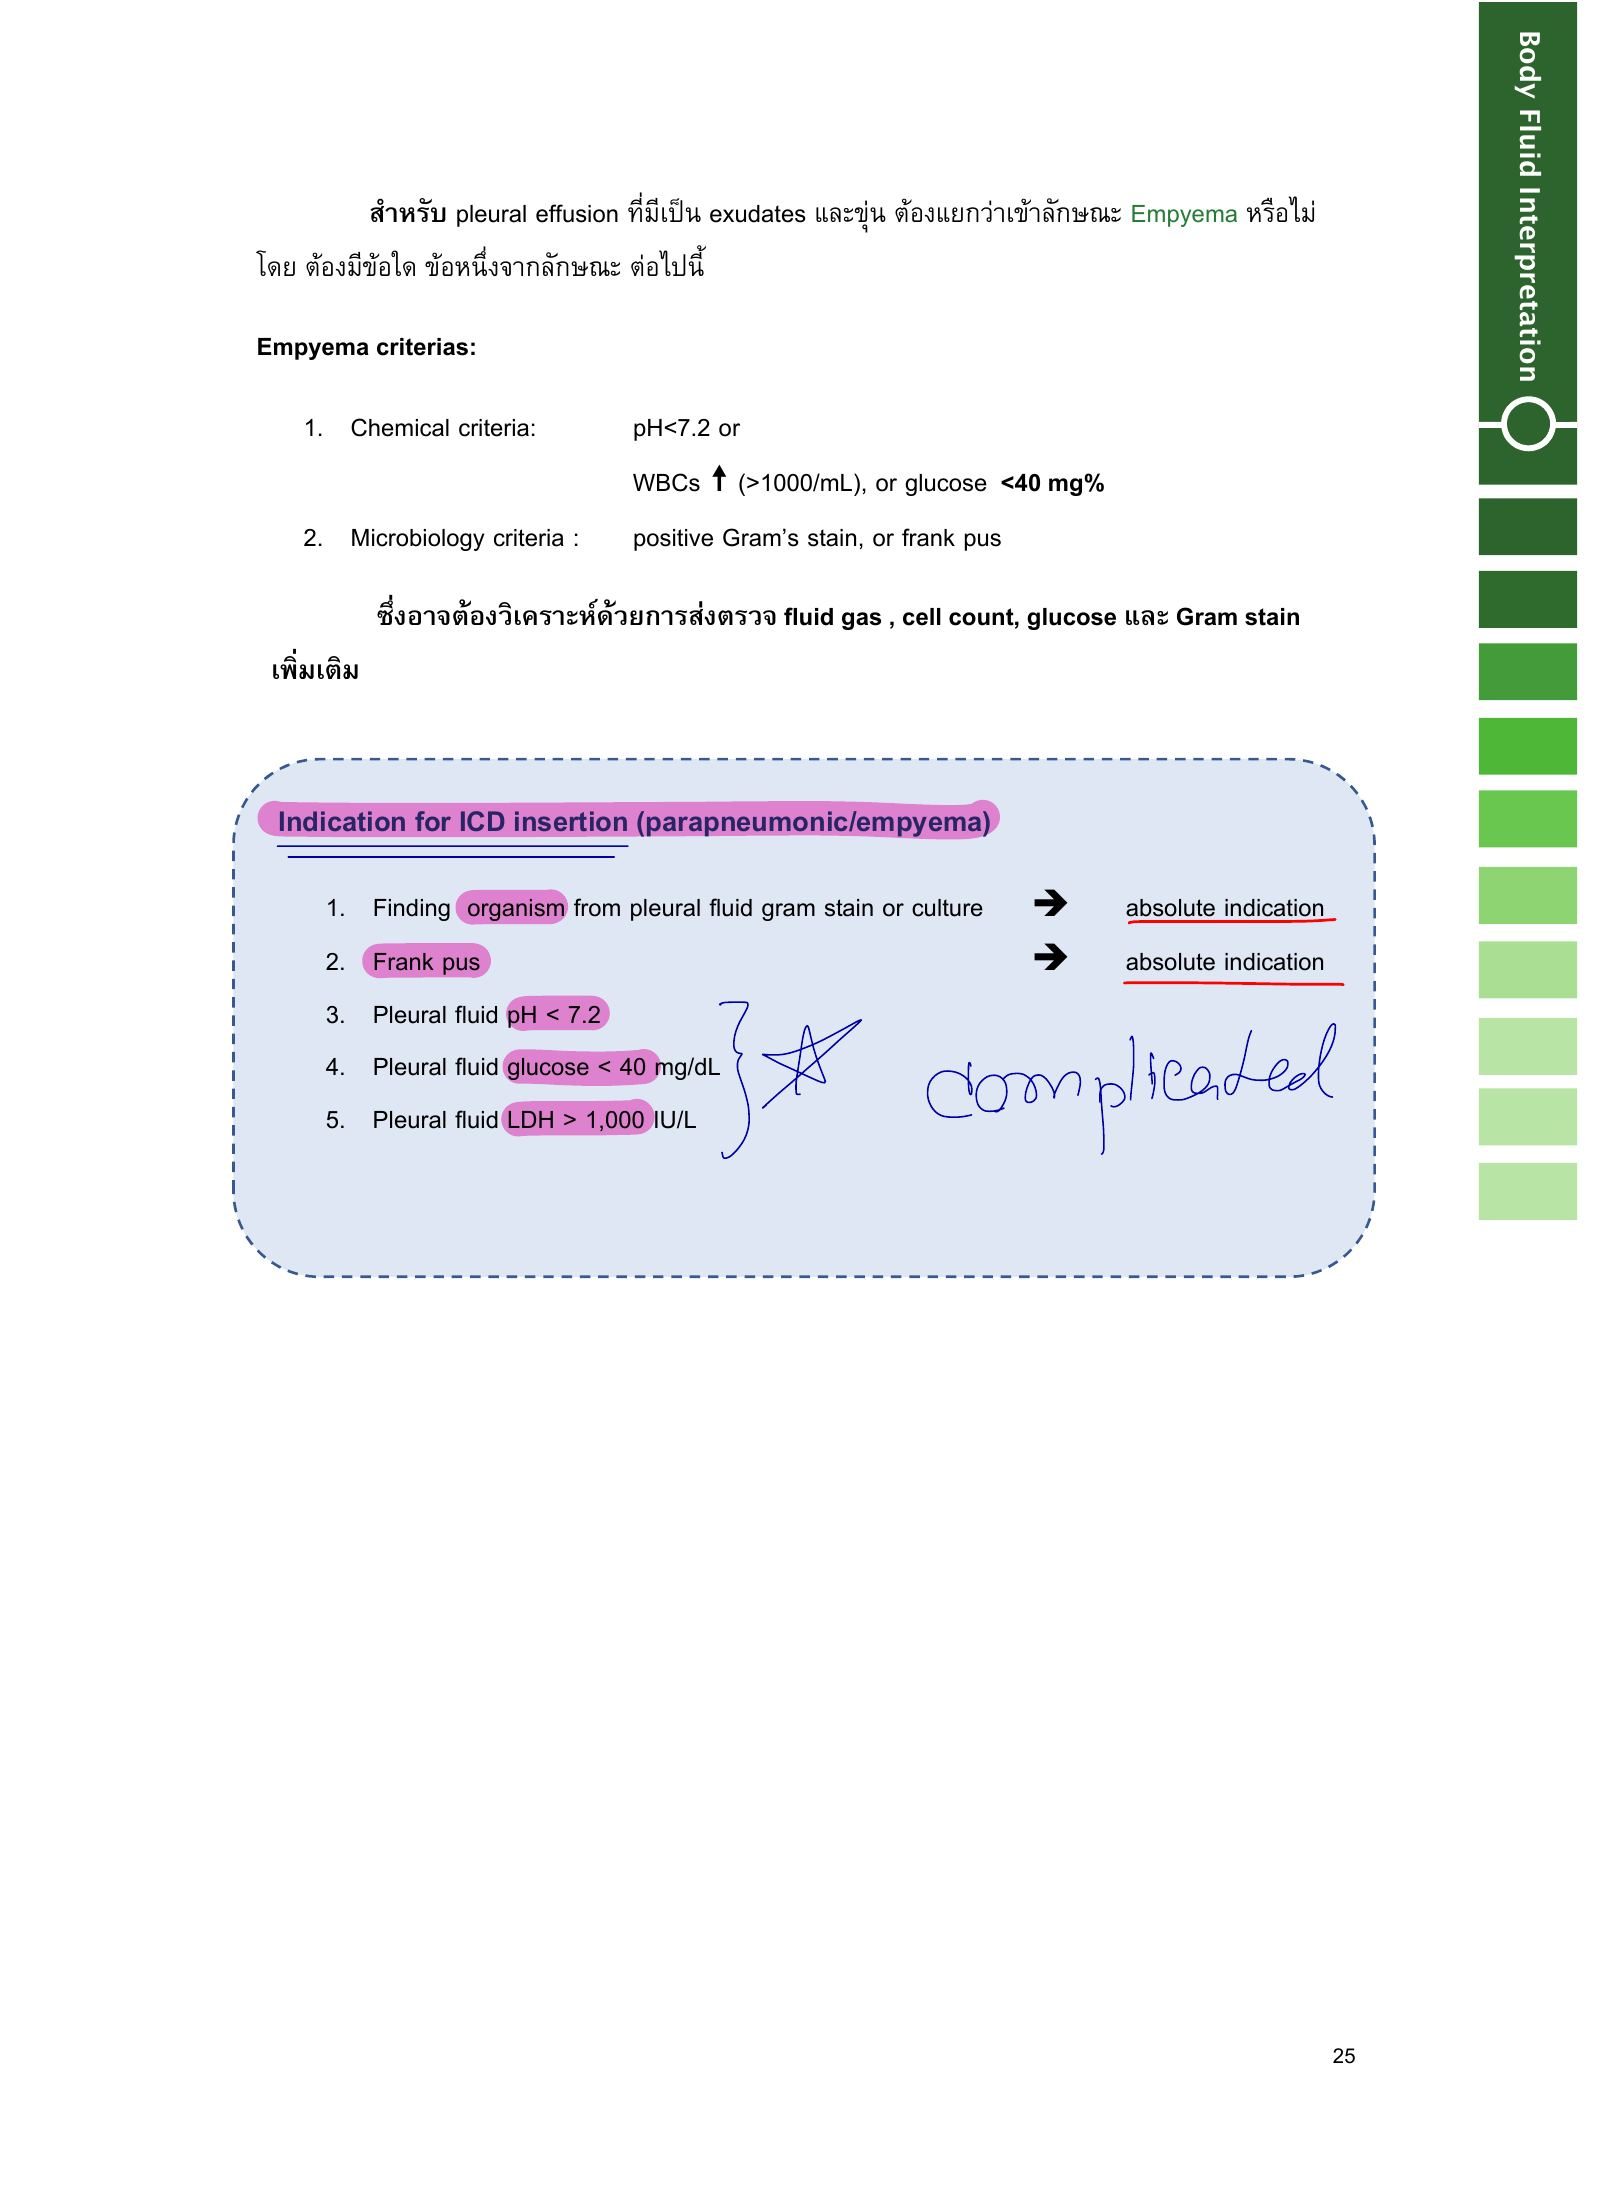 Body Fluid Interpretation
สำหรับ pleural effusion ที่มีเป็น exudates และขุ่น ต้องแยกว่าเข้าลักษณะ Empyema หรือไม่
โดย ต้องมีข้อใด ข้อหนึ่งจากลักษณะ ต่อไปนี้
Empyema criterias:
1. Chemical criteria: pH<7.2 or
WBCs ↑ (>1000/mL), or glucose <40 mg%
2. Microbiology criteria : positive Gram's stain, or frank pus
ซึ่งอาจต้องวิเคราะห์ด้วยการส่งตรวจ fluid gas , cell count, glucose และ Gram stain
เพิ่มเติม
Indication for ICD insertion (parapneumonic/empyema)
1. Finding organism from pleural fluid gram stain or culture ➔ absolute indication
2. Frank pus ➔ absolute indication
3. Pleural fluid pH < 7.2
4. Pleural fluid glucose < 40 mg/dL
5. Pleural fluid LDH > 1,000 IU/L
complicated
25